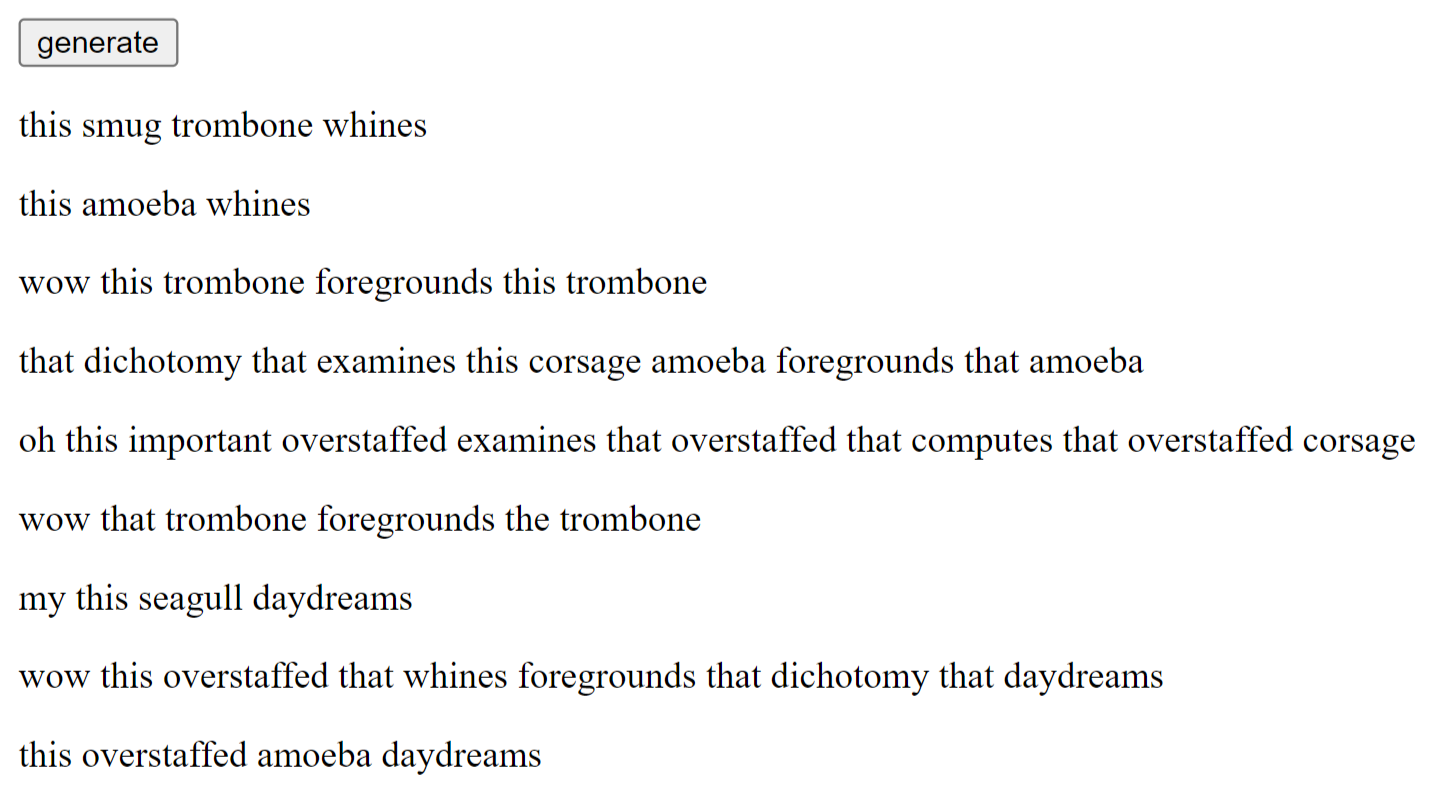 generate
this smug trombone whines
this amoeba whines
wow this trombone foregrounds this trombone
that dichotomy that examines this corsage amoeba foregrounds that amoeba
oh this important overstaffed examines that overstaffed that computes that overstaffed corsage
wow that trombone foregrounds the trombone
my this seagull daydreams
wow this overstaffed that whines foregrounds that dichotomy that daydreams
this overstaffed amoeba daydreams